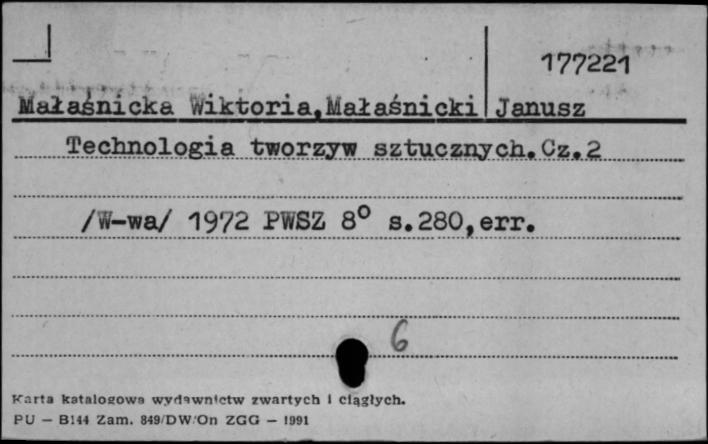 177221
Małaśnicka Wiktoria,Małaśnicki Janusz
Technologia tworzyw sztucznych.Cz.2
/W-wa/ 1972 PWSZ 8° s.280,err.
6
Karta katalogowa wydawnictw zwartych i ciągłych.
PU — B144 Zam. 849/DW/On ZGG — 1991